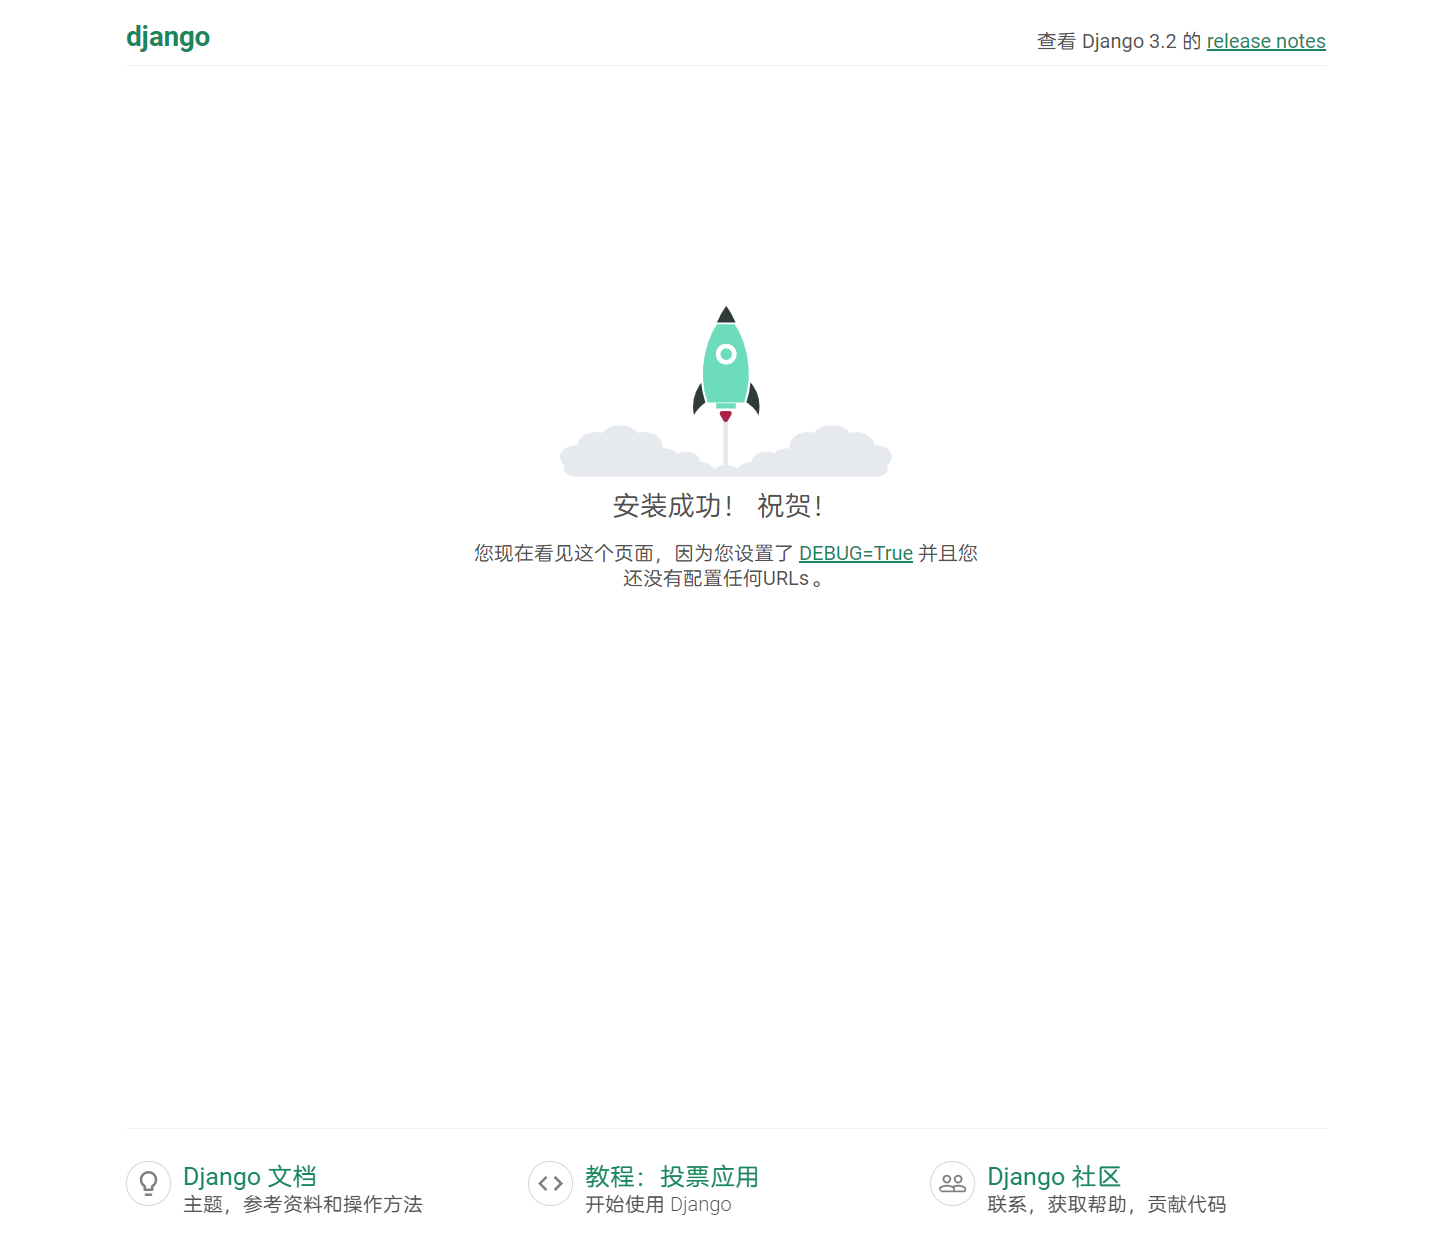 django
查看 Django 3.2 的 release notes
安装成功！ 祝贺！
您现在看见这个页面，因为您设置了 DEBUG=True 并且您
还没有配置任何URLs。
Django 文档
主题，参考资料和操作方法
教程：投票应用
开始使用 Django
Django 社区
联系，获取帮助，贡献代码